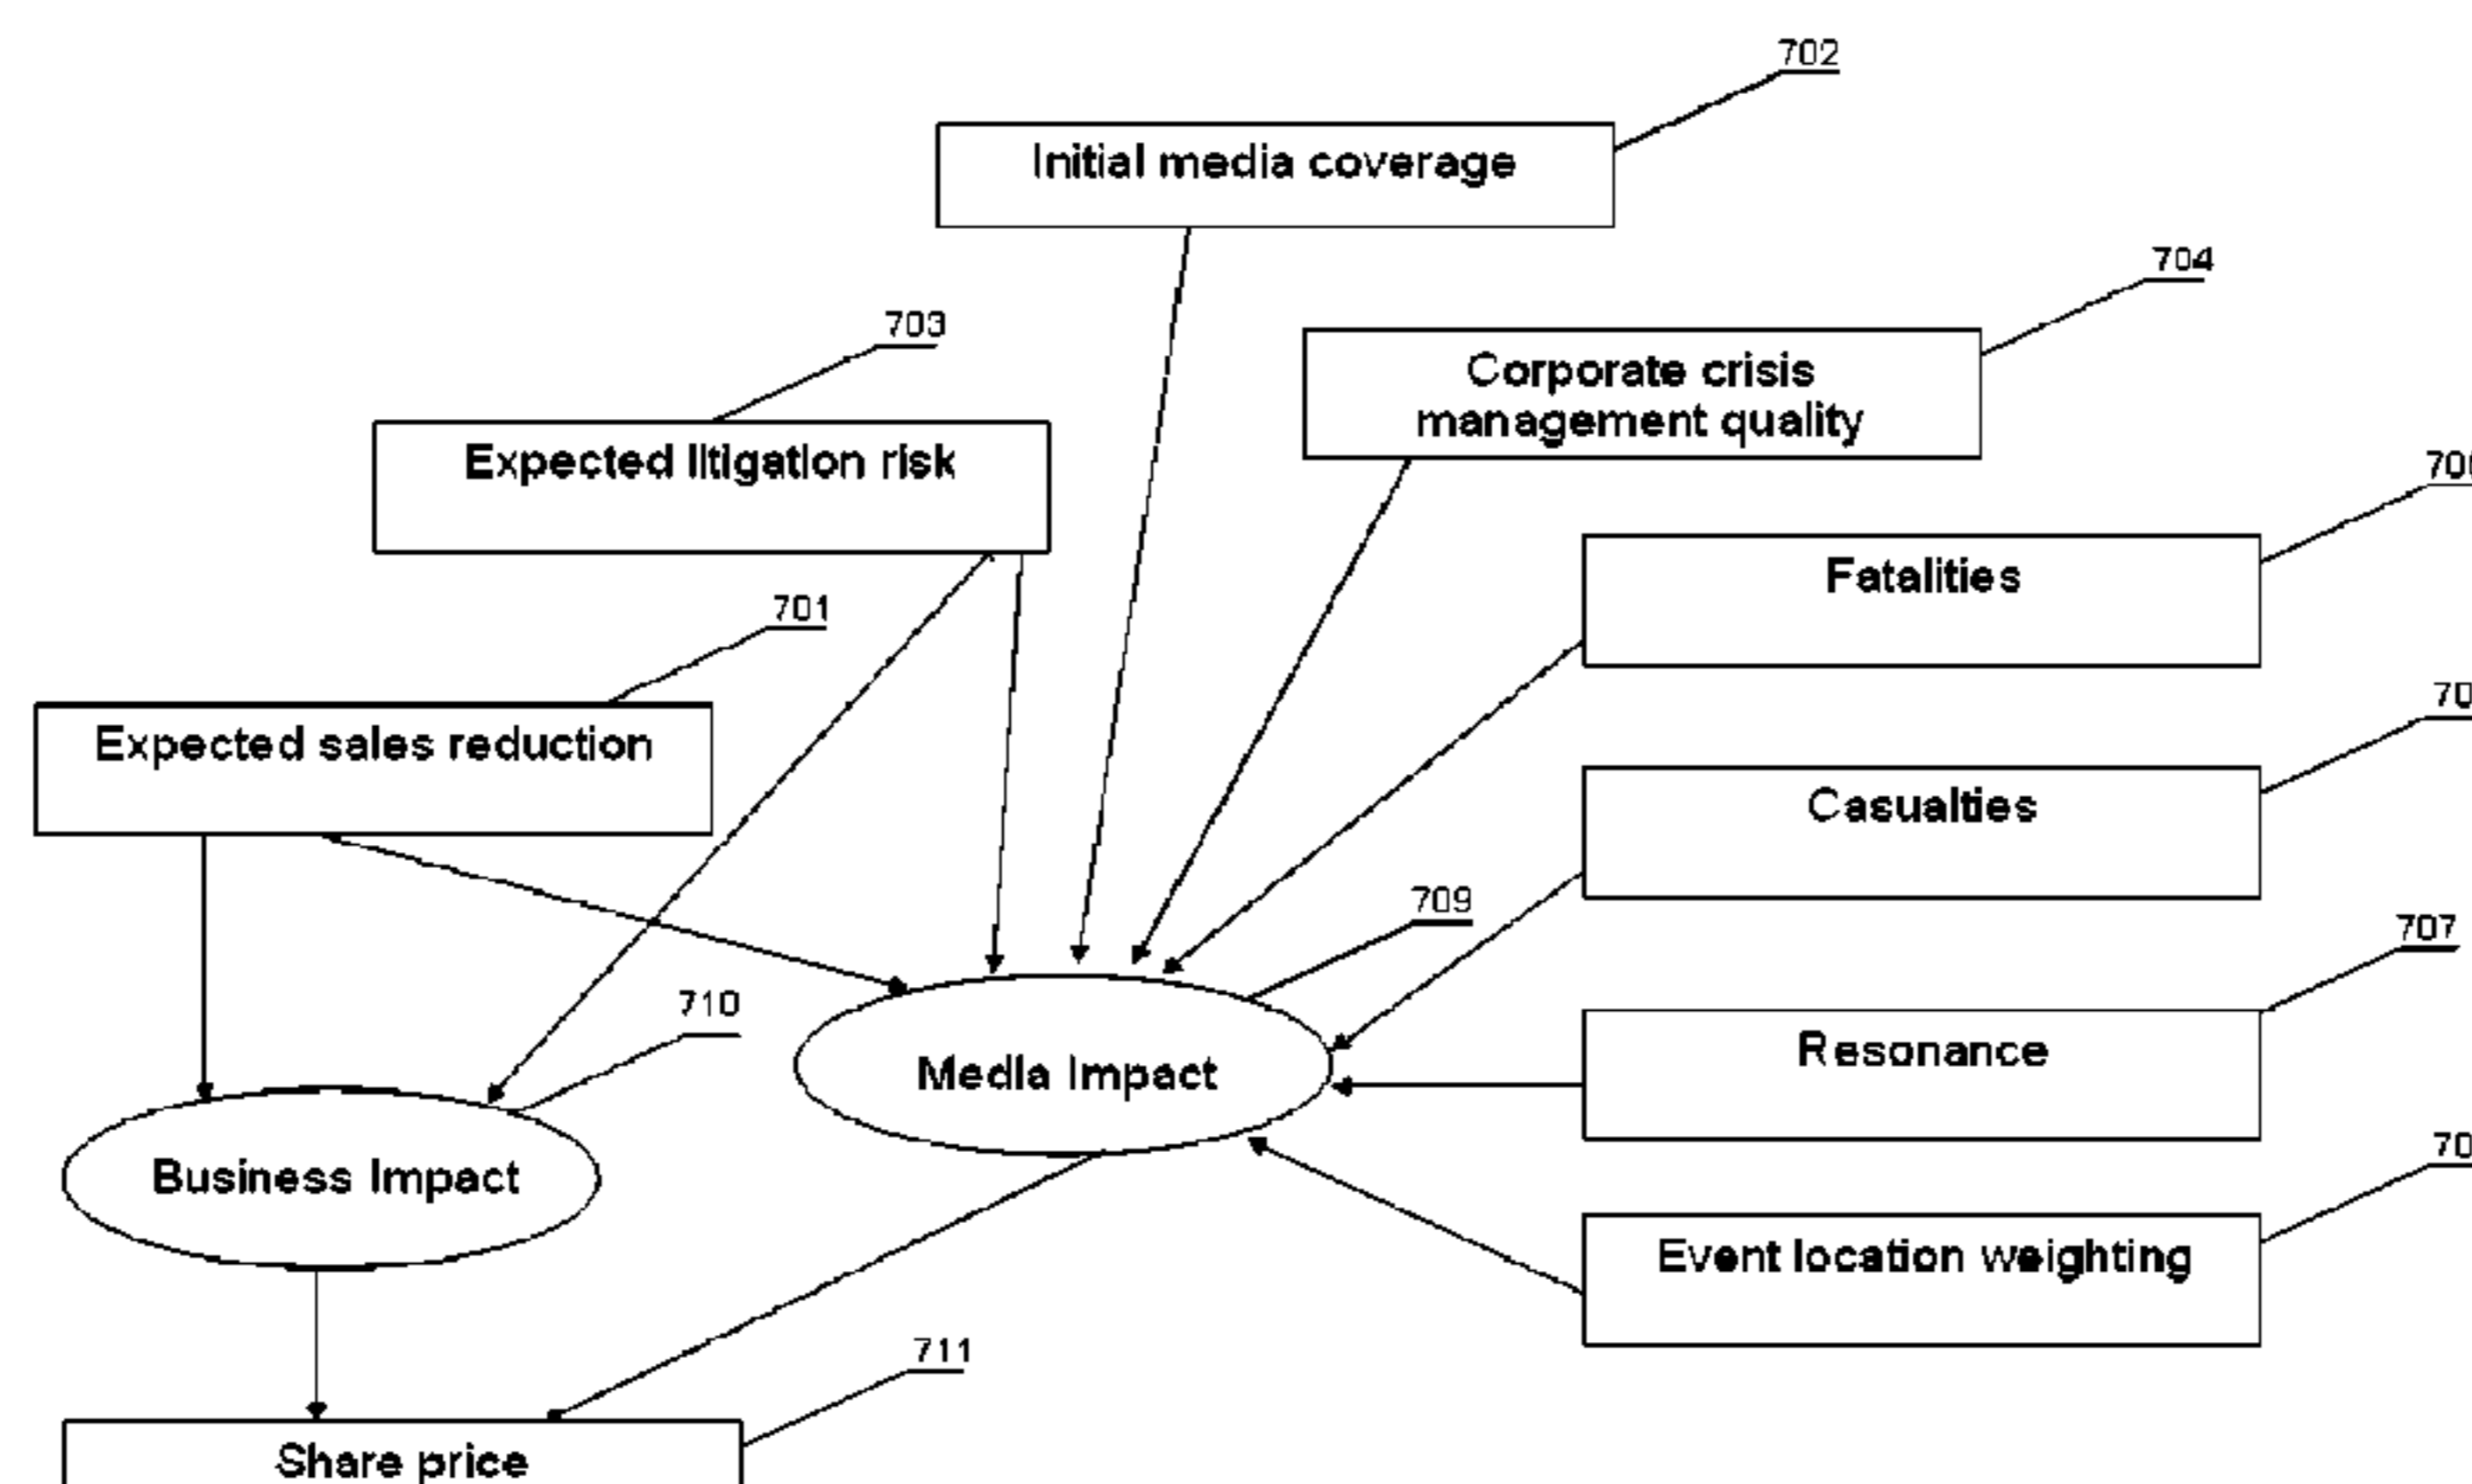 702
Initial media coverage
704
703
Corporate crisis
management quality
Expected litigation risk
Fatalities
701
Expected sales reduction
Casualties
709
707
710
Resonance
Media Impact
Business Impact
Event location weighting
711
Share price